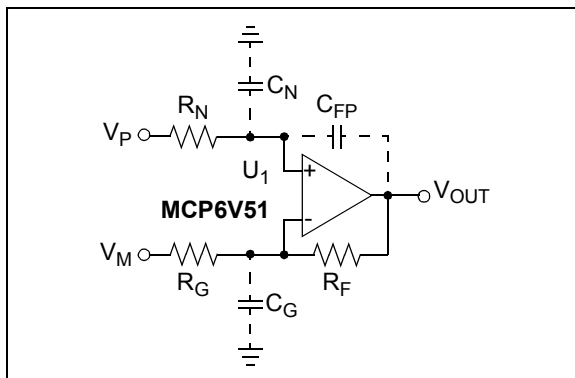 C_N
R_N
C_FP
V_P
U_1
+
V_OUT
MCP6V51
-
V_M
R_G
R_F
C_G